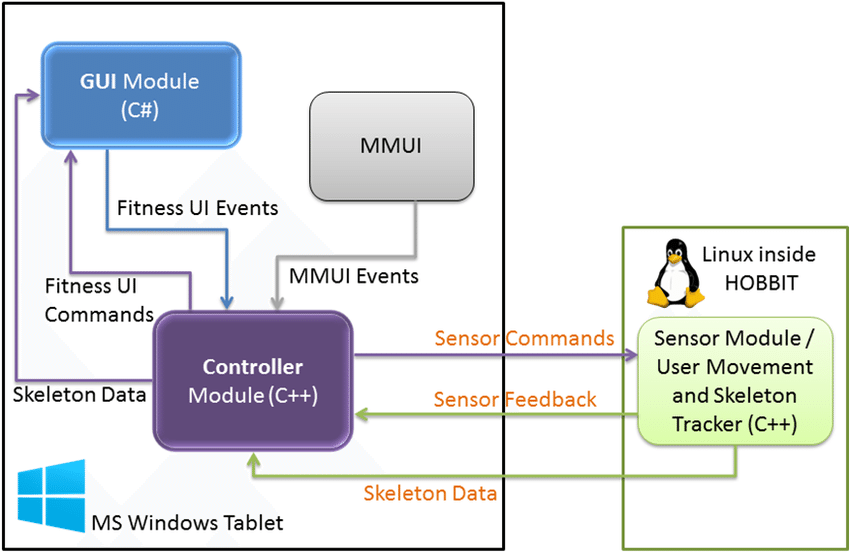 GUI Module
(C#)
MMUI
Fitness UI Events
MMUI Events
Fitness UI
Commands
Linux inside
HOBBIT
Sensor Commands
Sensor Module /
User Movement
and Skeleton
Tracker (C++)
Controller
Module (C++)
Skeleton Data
Sensor Feedback
Skeleton Data
MS Windows Tablet